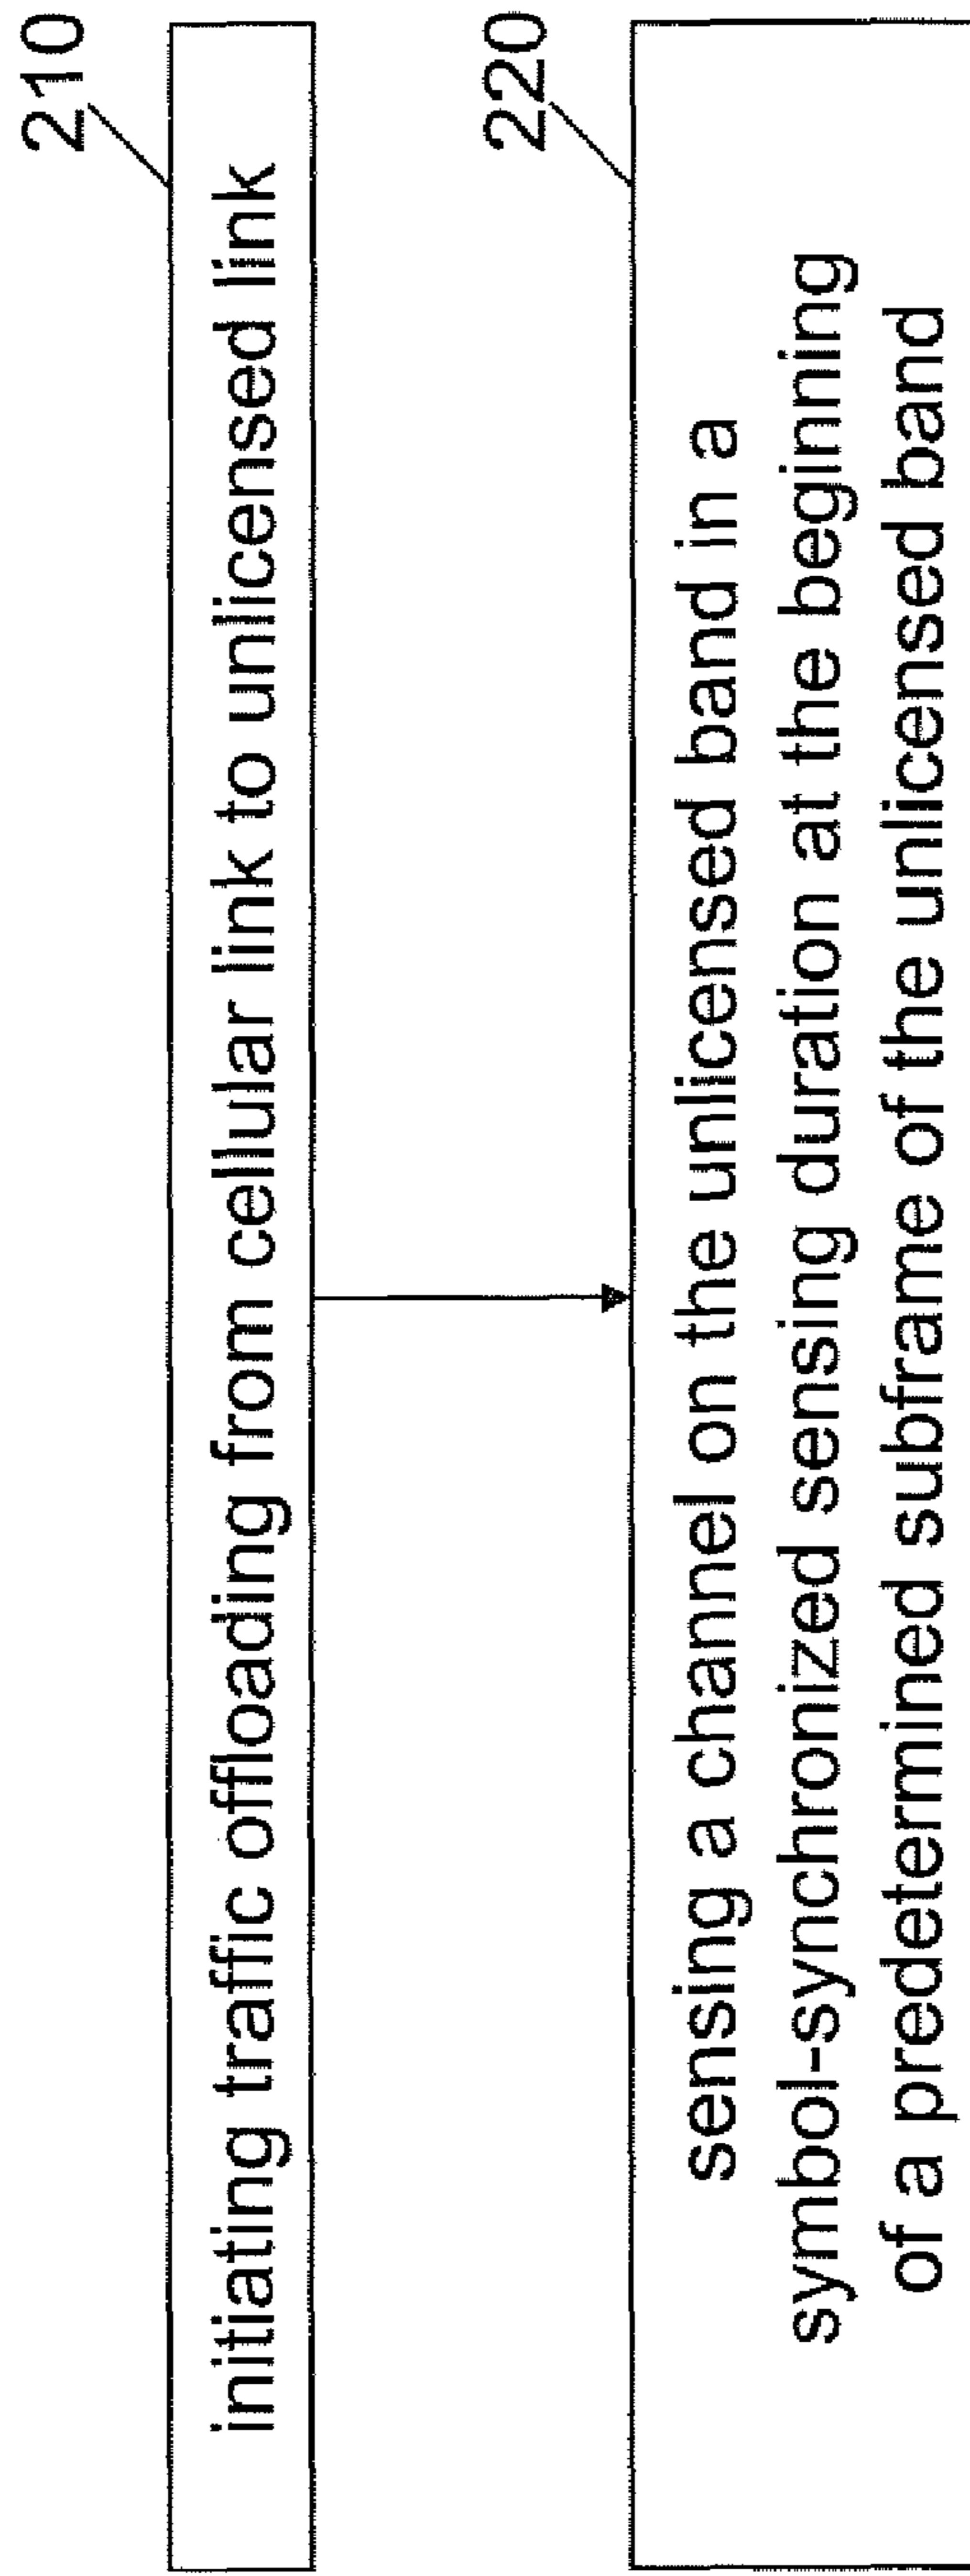 210
initiating traffic offloading from cellular link to unlicensed link
220
sensing a channel on the unlicensed band in a
symbol-synchronized sensing duration at the beginning
of a predetermined subframe of the unlicensed band